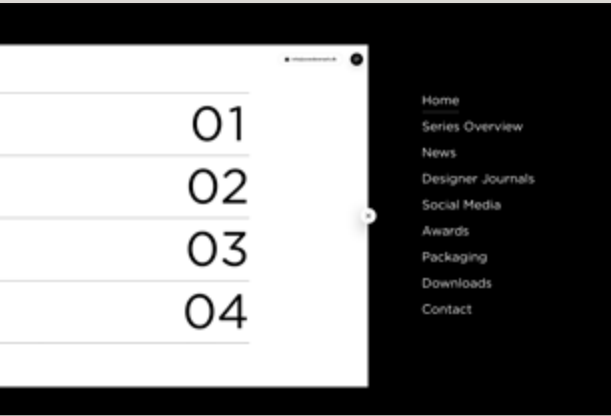 01
02
03
04
Home
Series Overview
News
Designer Journals
Social Media
Awards
Packaging
Downloads
Contact